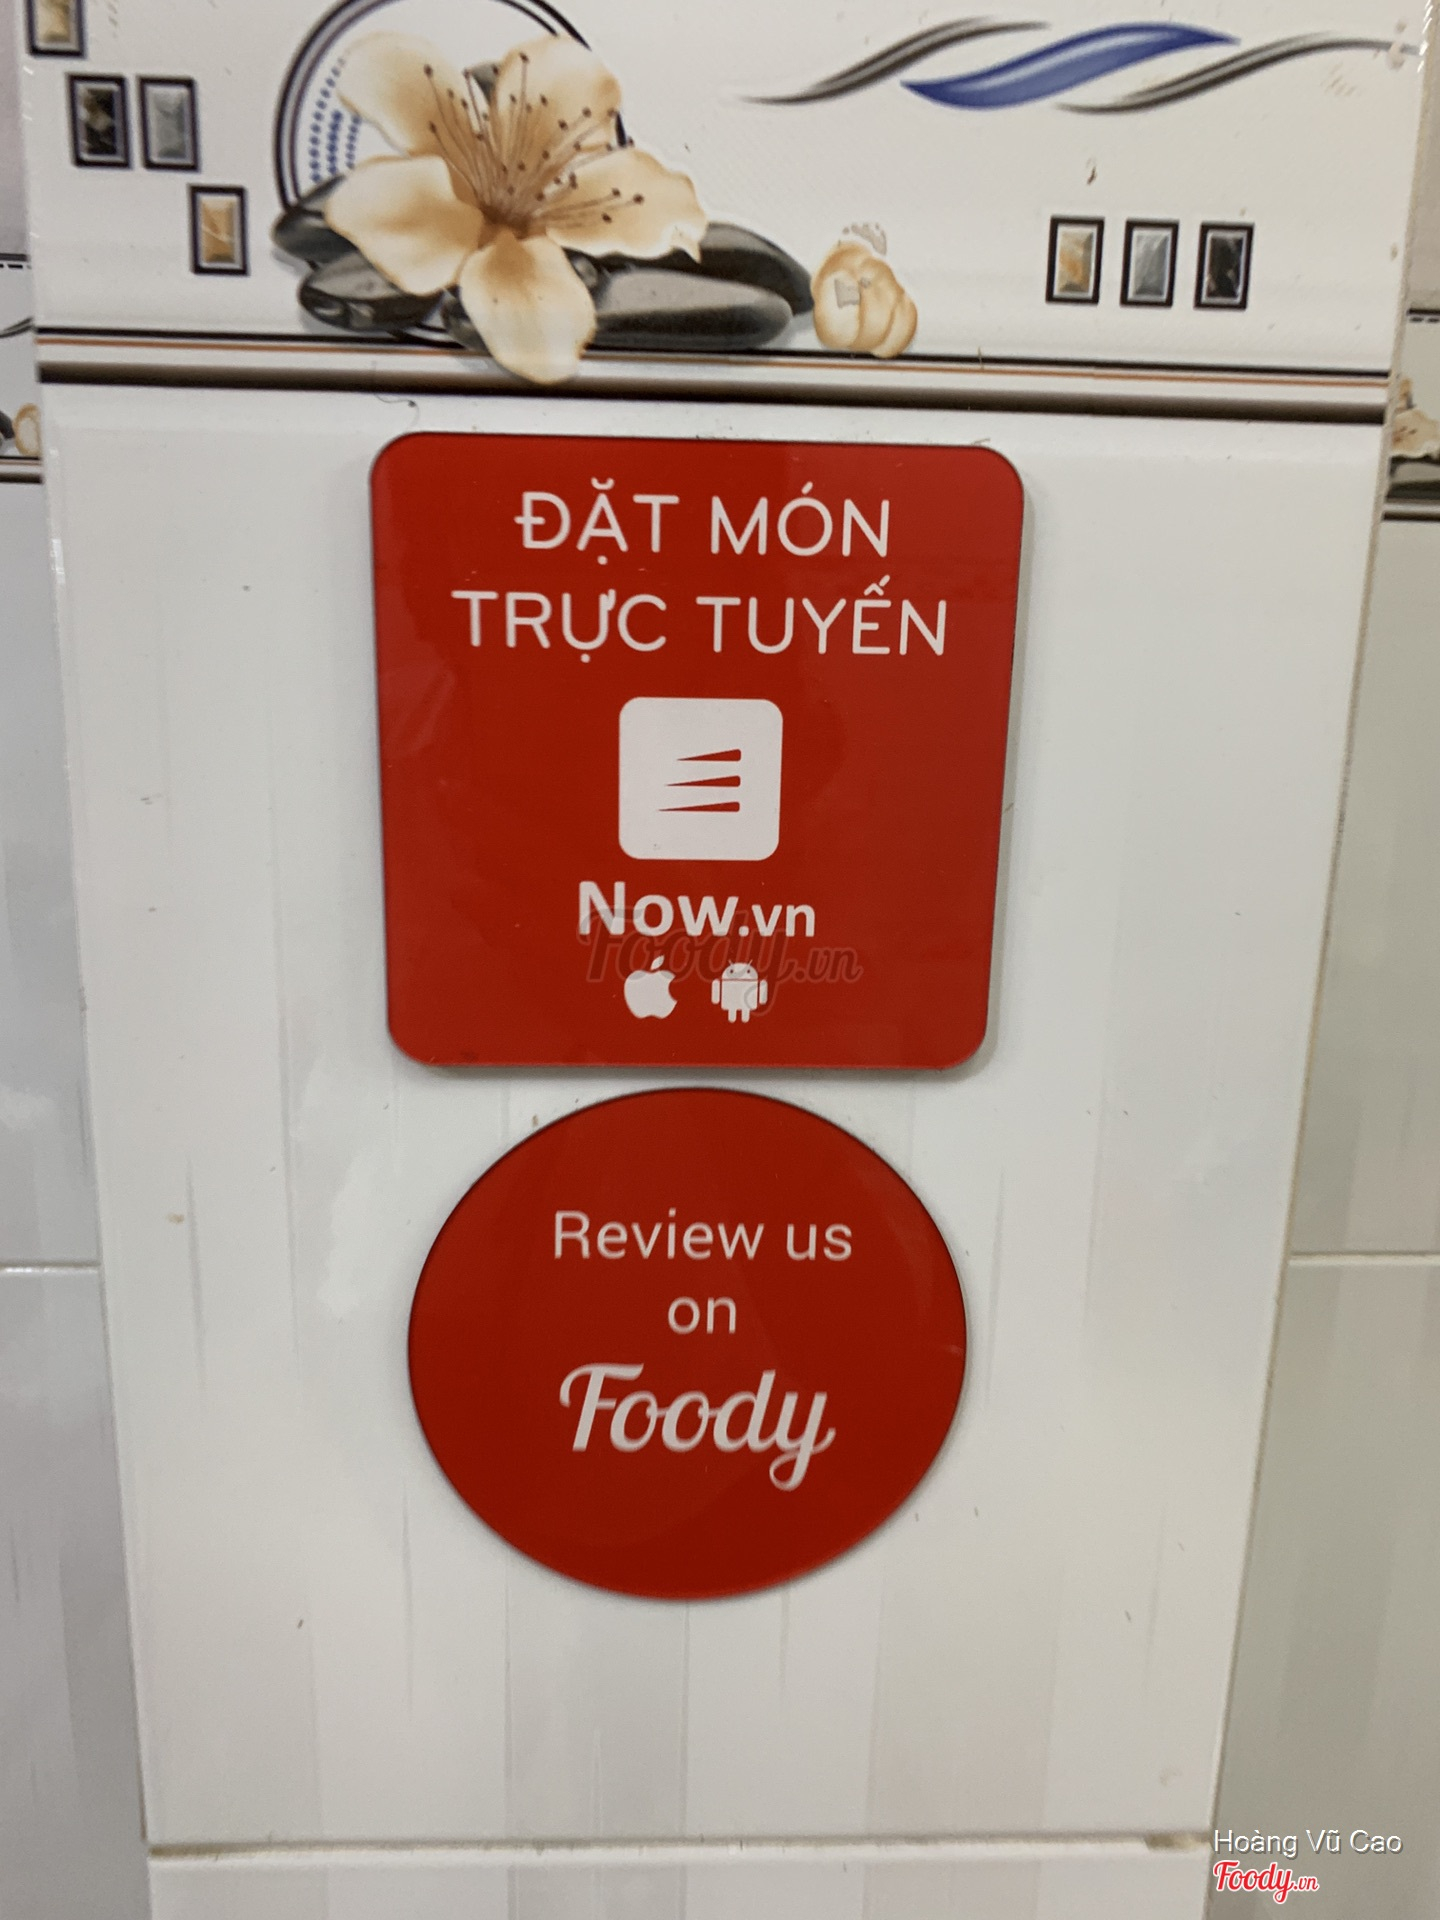 ĐẶT MÓN
TRỰC TUYẾN
Now.vn
Foody.vn
Review us
on
Foody
Hoàng Vũ Cao
Foody.vn